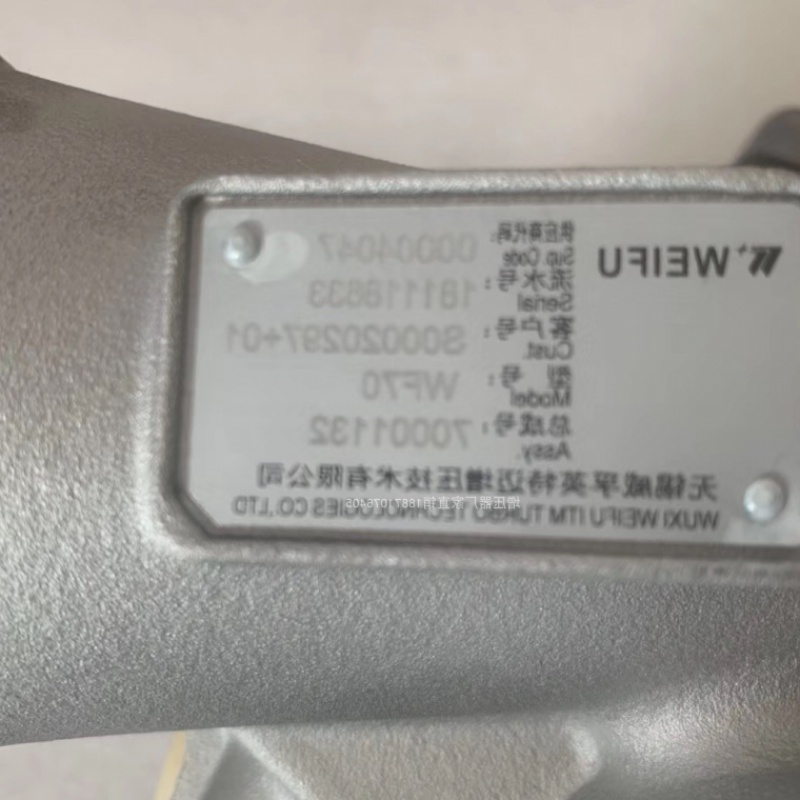 WEIFU
供应商代码: 00004047
Sup. Code
流水号: 181118633
Serial
客户号: S00020297+01
Cust.
型 号: WF70
Model
总成号: 70001132
Assy.
无锡威孚英特迈增压技术有限公司
WUXI WEIFU ITM TURBO TECHNOLOGIES CO.,LTD